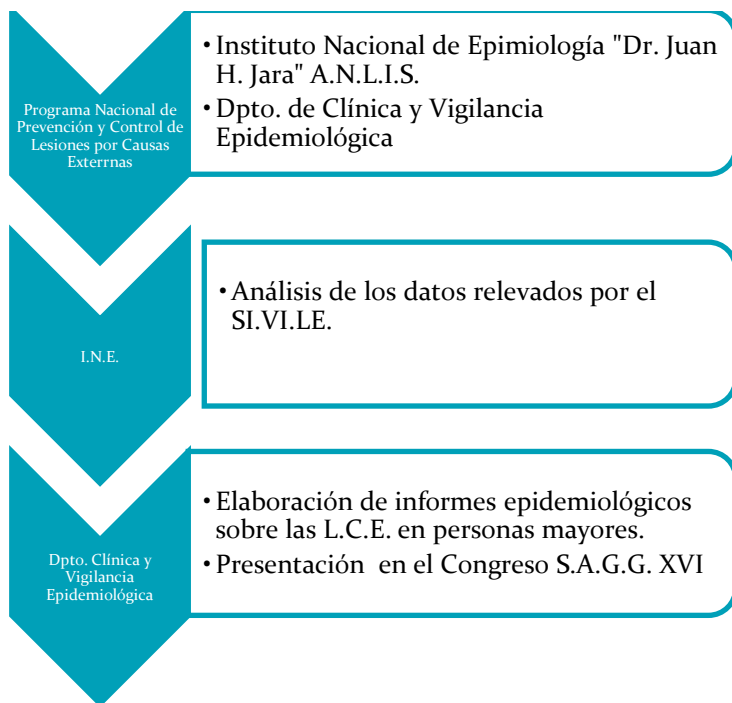 Programa Nacional de
Prevención y Control de
Lesiones por Causas
Exterrnas
• Instituto Nacional de Epimiología "Dr. Juan
H. Jara" A.N.L.I.S.
• Dpto. de Clínica y Vigilancia
Epidemiológica
I.N.E.
• Análisis de los datos relevados por el
SI.VI.LE.
Dpto. Clínica y
Vigilancia
Epidemiológica
• Elaboración de informes epidemiológicos
sobre las L.C.E. en personas mayores.
• Presentación en el Congreso S.A.G.G. XVI